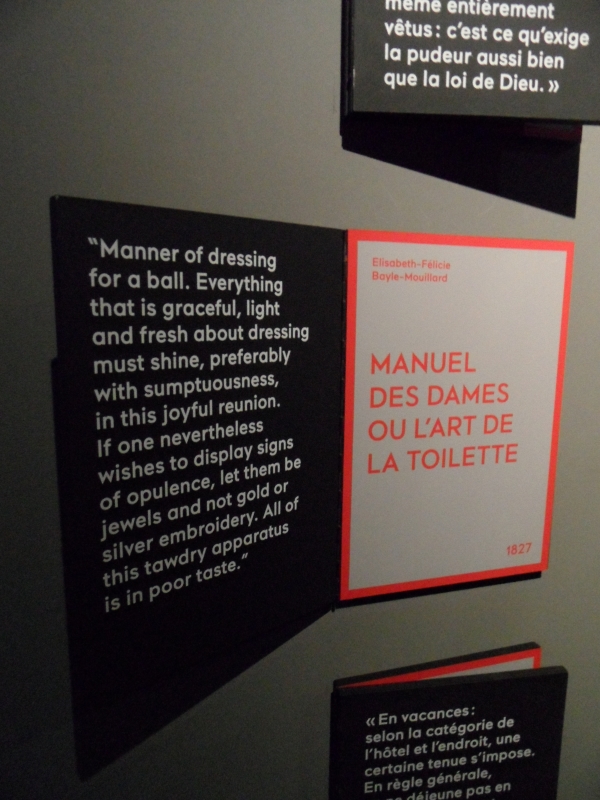 même entièrement
vêtus : c'est ce qu'exige
la pudeur aussi bien
que la loi de Dieu. »
"Manner of dressing
for a ball. Everything
that is graceful, light
and fresh about dressing
must shine, preferably
with sumptuousness,
in this joyful reunion.
If one nevertheless
wishes to display signs
of opulence, let them be
jewels and not gold or
silver embroidery. All of
this tawdry apparatus
is in poor taste."
Elisabeth-Félicie
Bayle-Mouillard
MANUEL
DES DAMES
OU L'ART DE
LA TOILETTE
1827
« En vacances :
selon la catégorie de
l'hôtel et l'endroit, une
certaine tenue s'impose.
En règle générale,
déjeune pas en